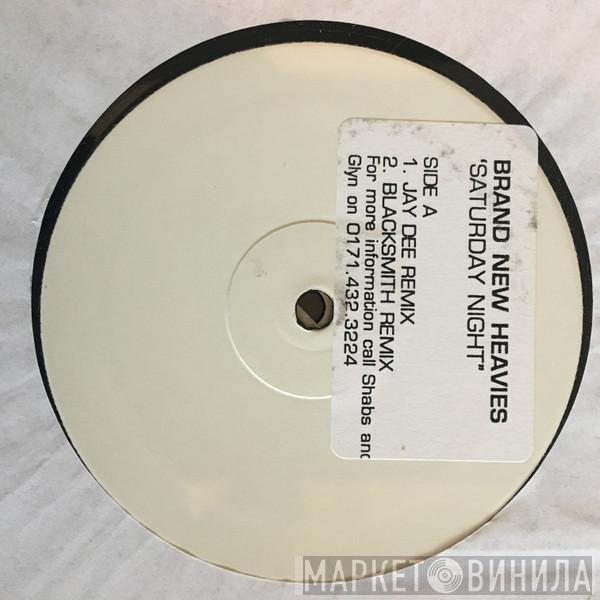 BRAND NEW HEAVIES
'SATURDAY NIGHT"
SIDE A
1. JAY DEE REMIX
2. BLACKSMITH REMIX
For more information call Shabs and
Glyn on 0171.432.3224
МАРКЕТ ВИНИЛА